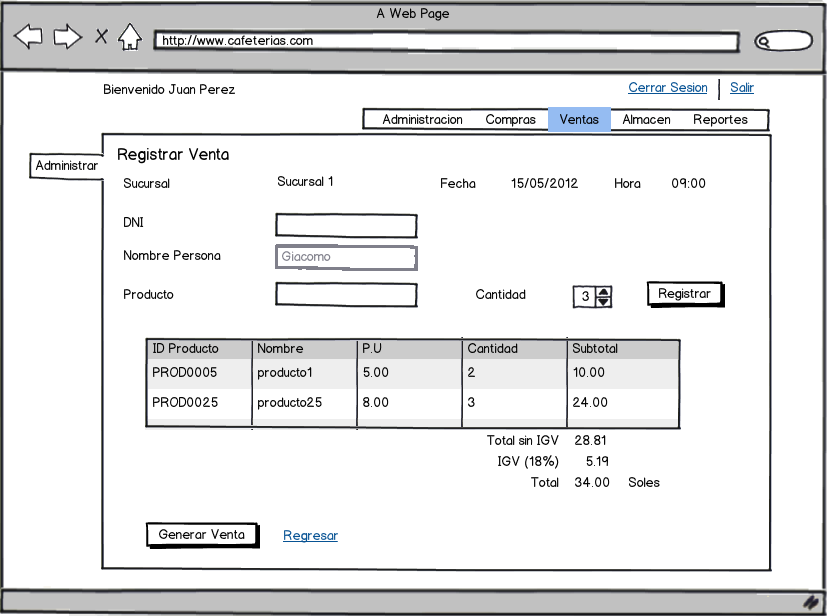 A Web Page
http://www.cafeterias.com
Bienvenido Juan Perez
Cerrar Sesion
Salir
Administracion Compras Ventas Almacen Reportes
Administrar
Registrar Venta
Sucursal Sucursal 1 Fecha 15/05/2012 Hora 09:00
DNI
Nombre Persona Giacomo
Producto Cantidad 3 Registrar
ID Producto Nombre P.U Cantidad Subtotal
PROD0005 producto1 5.00 2 10.00
PROD0025 producto25 8.00 3 24.00
Total sin IGV 28.81
IGV (18%) 5.19
Total 34.00 Soles
Generar Venta Regresar